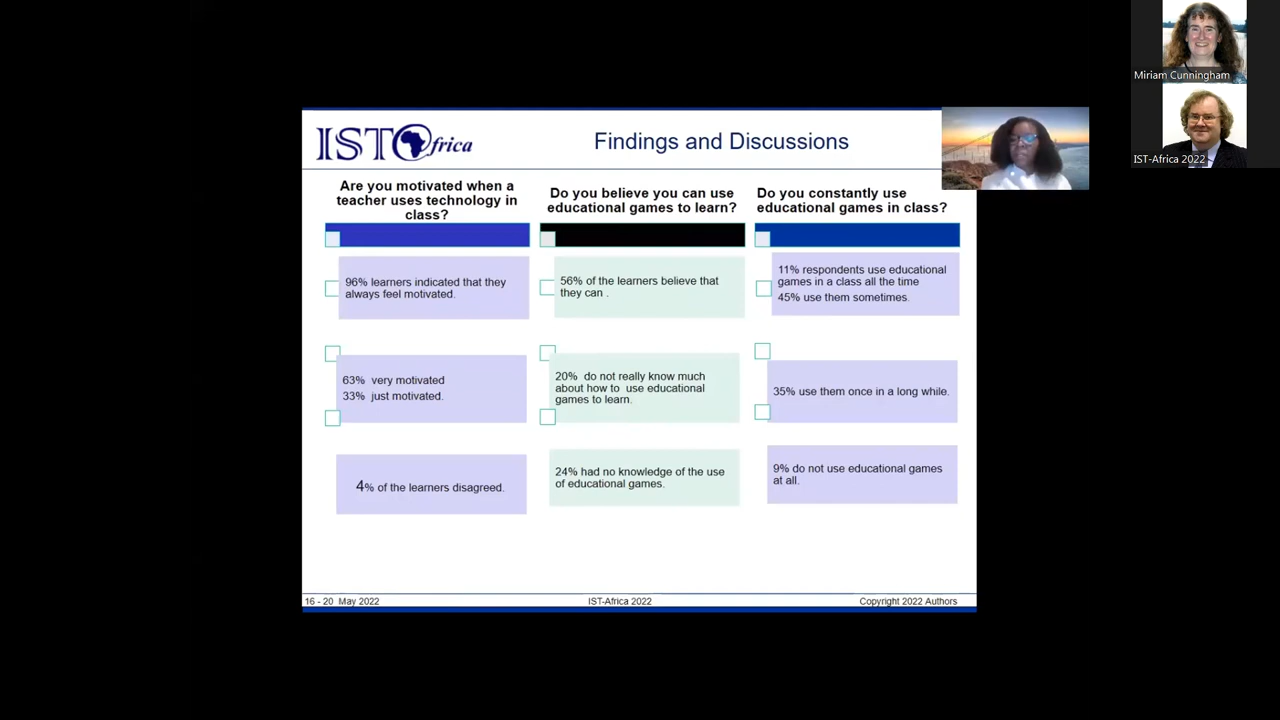 Miriam Cunningham
IST-Africa 2022
IST frica
Findings and Discussions
Are you motivated when a
teacher uses technology in
class?
96% learners indicated that they
always feel motivated.
63% very motivated
33% just motivated.
4% of the learners disagreed.
Do you believe you can use
educational games to learn?
56% of the learners believe that
they can .
20% do not really know much
about how to use educational
games to learn.
24% had no knowledge of the use
of educational games.
Do you constantly use
educational games in class?
11% respondents use educational
games in a class all the time
45% use them sometimes.
35% use them once in a long while.
9% do not use educational games
at all.
16 - 20 May 2022
IST-Africa 2022
Copyright 2022 Authors